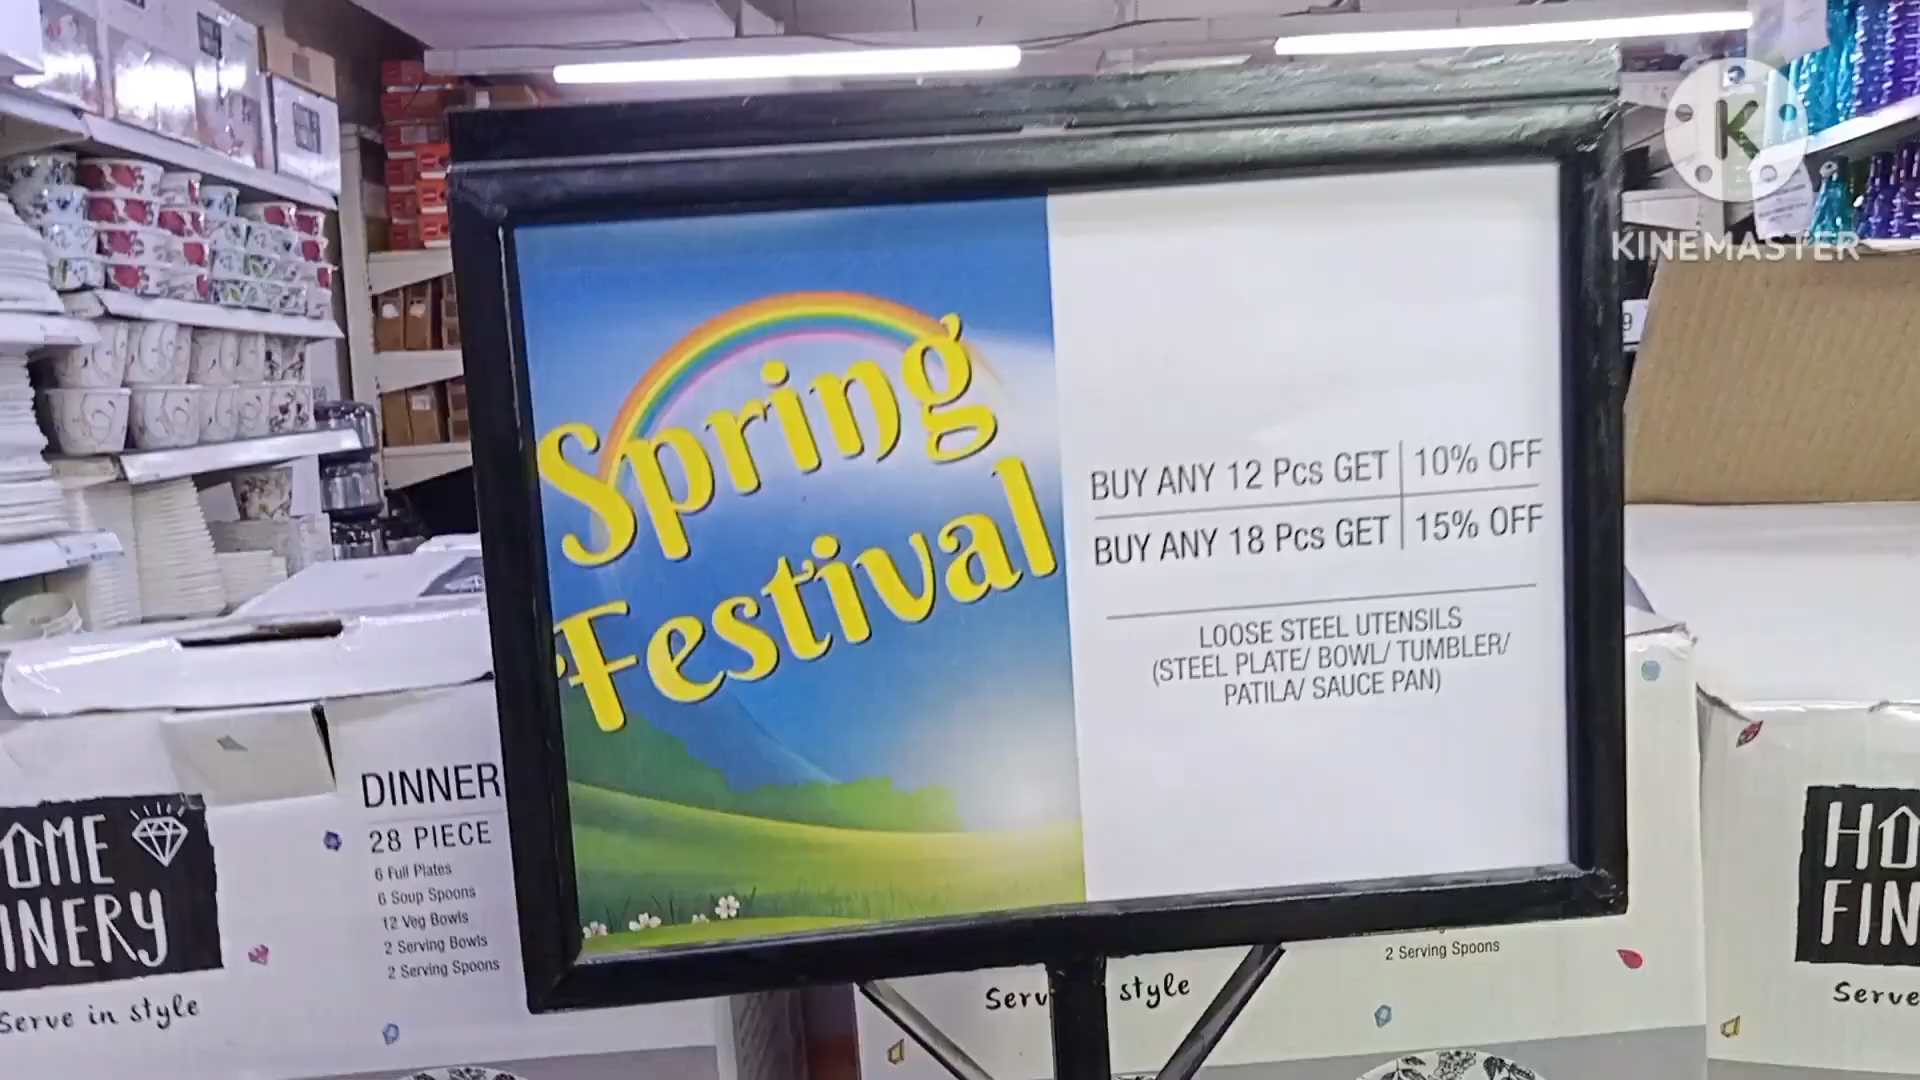 KINEMASTER
Spring
Festival
BUY ANY 12 Pcs GET | 10% OFF
BUY ANY 18 Pcs GET | 15% OFF
LOOSE STEEL UTENSILS
(STEEL PLATE/ BOWL/ TUMBLER/
PATILA/ SAUCE PAN)
DINNER
28 PIECE
6 Full Plates
6 Soup Spoons
12 Veg Bowls
2 Serving Bowls
2 Serving Spoons
OME
INERY
Serve in style
2 Serving Spoons
Serv style
HO
FIN
Serve